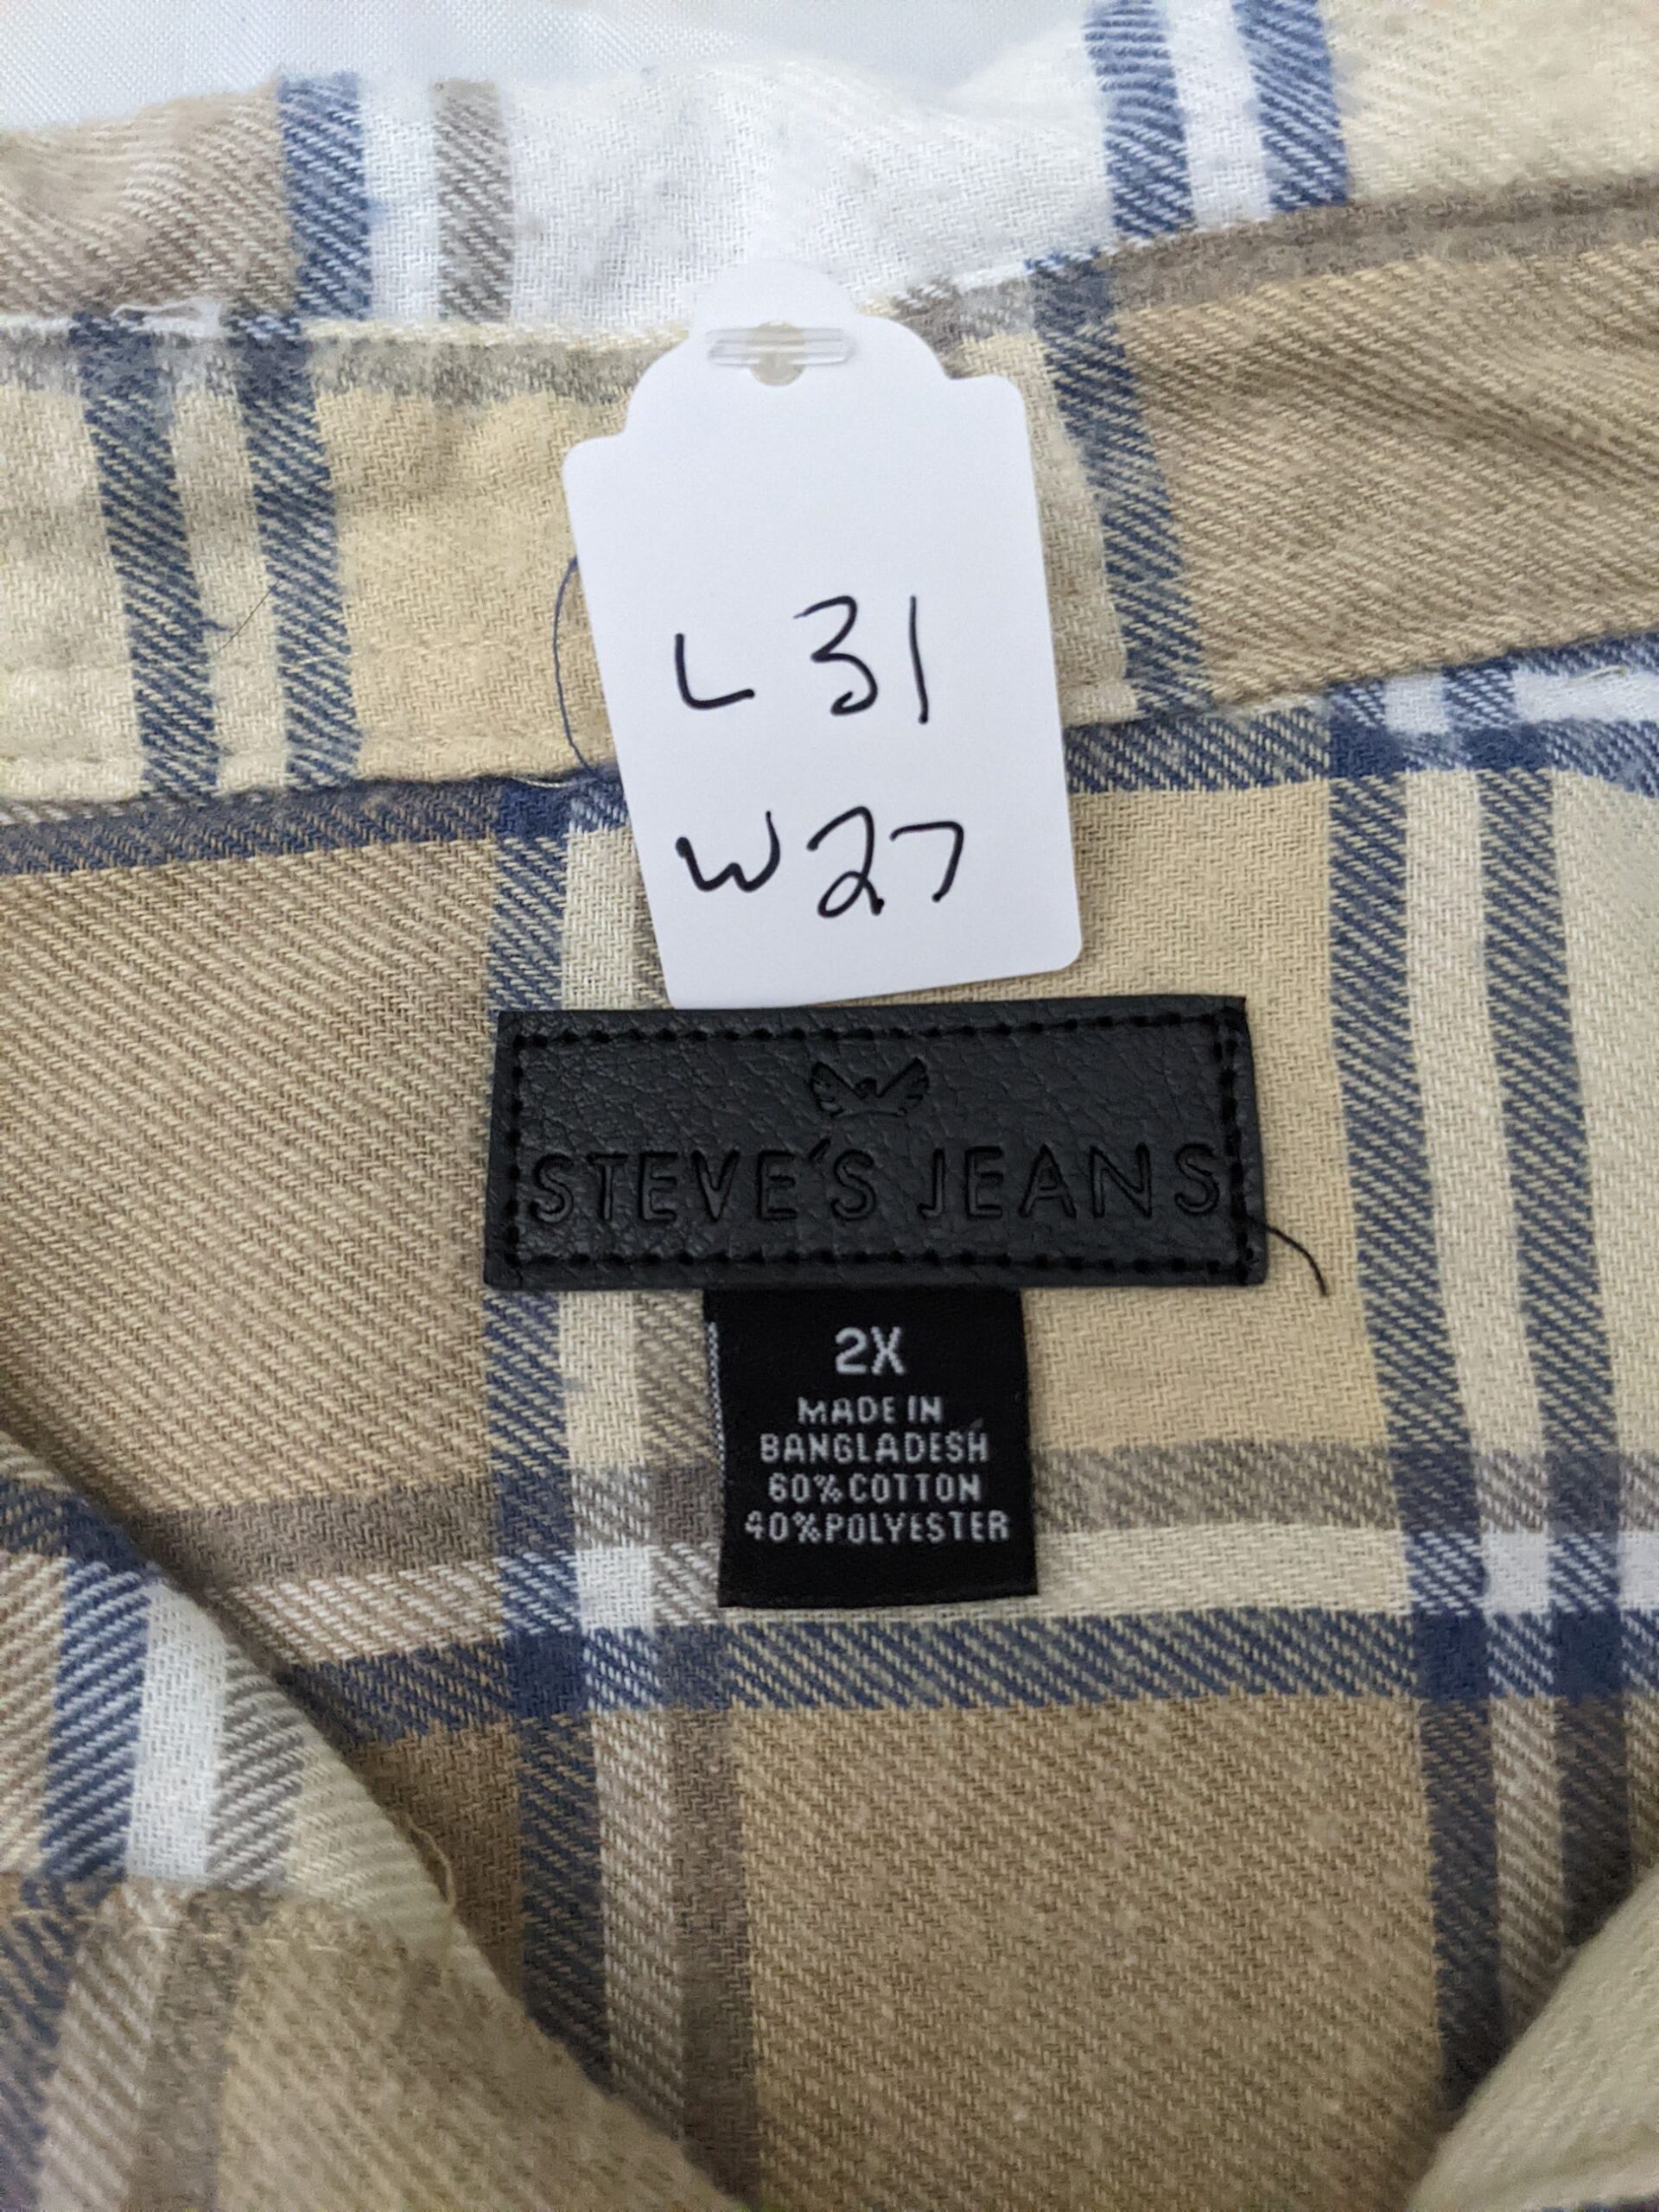 L 31
W 27
STEVE'S JEANS
2X
MADE IN
BANGLADESH
60% COTTON
40% POLYESTER